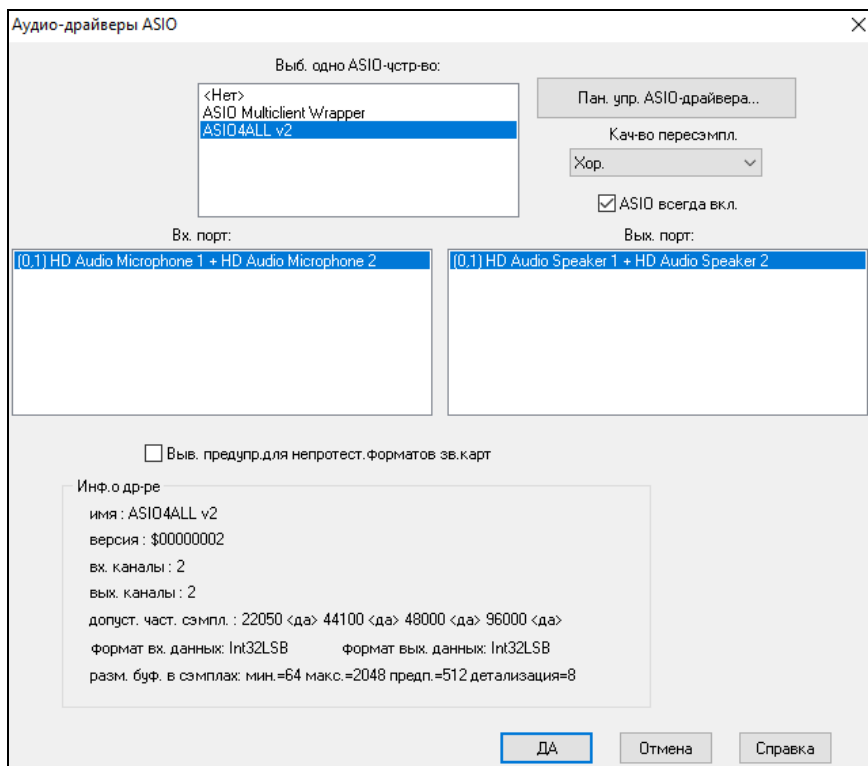 Аудио-драйверы ASIO
Выб. одно ASIO-устр-во:
<Нет>
ASIO Multiclient Wrapper
ASIO4ALL v2
Пан. упр. ASIO-драйвера...
Кач-во пересэмпл.
Хор.
ASIO всегда вкл.
Вх. порт:
Вых. порт:
(0,1) HD Audio Microphone 1 + HD Audio Microphone 2
(0,1) HD Audio Speaker 1 + HD Audio Speaker 2
Выв. предупр.для непротест.форматов зв.карт
Инф.о др-ре
имя : ASIO4ALL v2
версия : $00000002
вх. каналы : 2
вых. каналы : 2
допуст. част. сэмпл. : 22050 <да> 44100 <да> 48000 <да> 96000 <да>
формат вх. данных: Int32LSB формат вых. данных: Int32LSB
разм. буф. в сэмплах: мин.=64 макс.=2048 предп.=512 детализация=8
ДА Отмена Справка